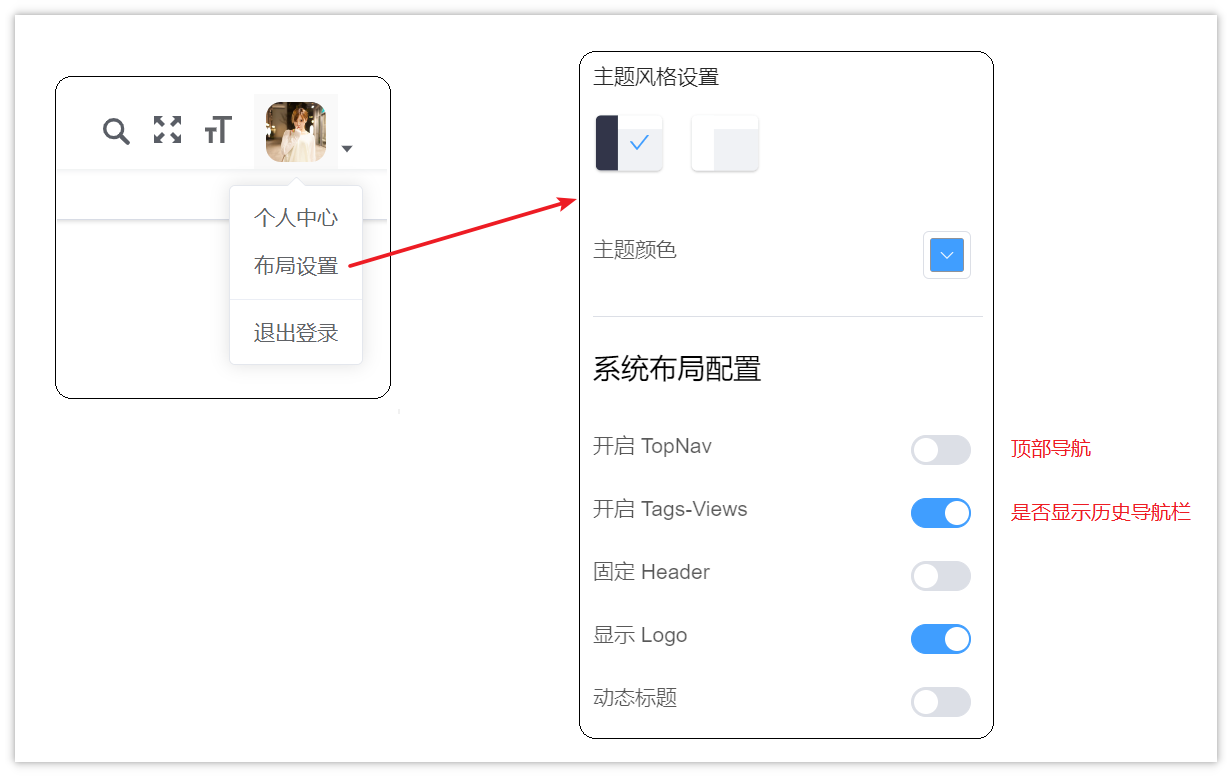 个人中心
布局设置
退出登录
主题风格设置
主题颜色
系统布局配置
开启 TopNav
顶部导航
开启 Tags-Views
是否显示历史导航栏
固定 Header
显示 Logo
动态标题